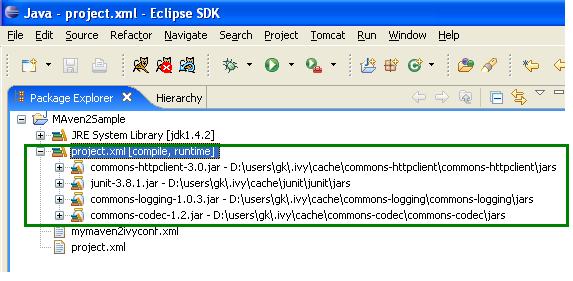 Java - project.xml - Eclipse SDK
File Edit Source Refactor Navigate Search Project Tomcat Run Window Help
Package Explorer Hierarchy
MAven2Sample
JRE System Library [jdk1.4.2]
project.xml [compile, runtime]
commons-httpclient-3.0.jar - D:\users\gk\.ivy\cache\commons-httpclient\commons-httpclient\jars
junit-3.8.1.jar - D:\users\gk\.ivy\cache\junit\junit\jars
commons-logging-1.0.3.jar - D:\users\gk\.ivy\cache\commons-logging\commons-logging\jars
commons-codec-1.2.jar - D:\users\gk\.ivy\cache\commons-codec\commons-codec\jars
mymaven2ivyconf.xml
project.xml